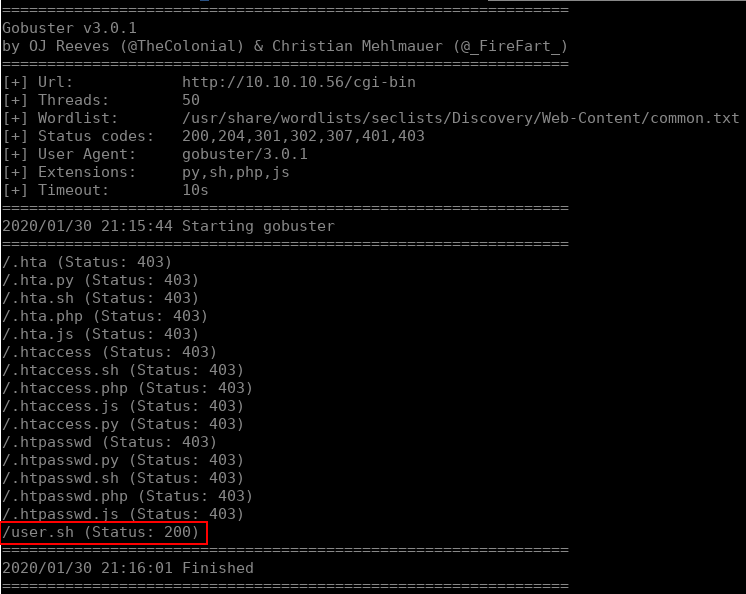 ===============================================================
Gobuster v3.0.1
by OJ Reeves (@TheColonial) & Christian Mehlmauer (@_FireFart_)
===============================================================
[+] Url:            http://10.10.10.56/cgi-bin
[+] Threads:        50
[+] Wordlist:       /usr/share/wordlists/seclists/Discovery/Web-Content/common.txt
[+] Status codes:   200,204,301,302,307,401,403
[+] User Agent:     gobuster/3.0.1
[+] Extensions:     py,sh,php,js
[+] Timeout:        10s
===============================================================
2020/01/30 21:15:44 Starting gobuster
===============================================================
/.hta (Status: 403)
/.hta.py (Status: 403)
/.hta.sh (Status: 403)
/.hta.php (Status: 403)
/.hta.js (Status: 403)
/.htaccess (Status: 403)
/.htaccess.sh (Status: 403)
/.htaccess.php (Status: 403)
/.htaccess.js (Status: 403)
/.htaccess.py (Status: 403)
/.htpasswd (Status: 403)
/.htpasswd.py (Status: 403)
/.htpasswd.sh (Status: 403)
/.htpasswd.php (Status: 403)
/.htpasswd.js (Status: 403)
/user.sh (Status: 200)
===============================================================
2020/01/30 21:16:01 Finished
===============================================================